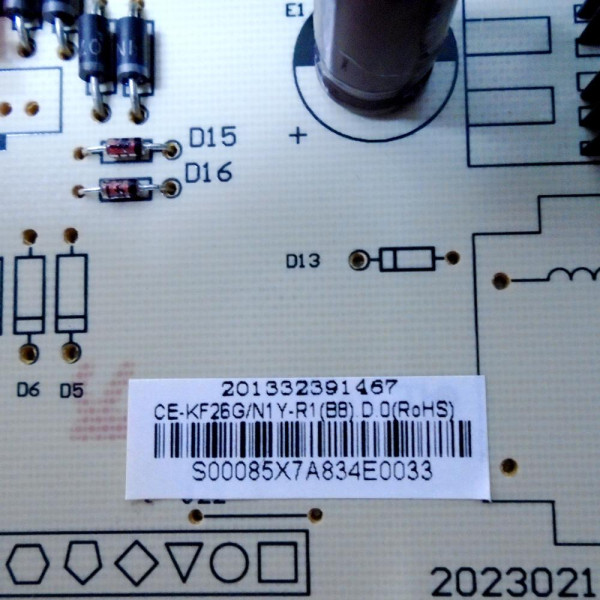 E1
+
D15
D16
D13
D6
D5
201332391467
CE-KF26G/N1Y-R1(B8).D.0(RoHS)
S00085X7A834E0033
2023021